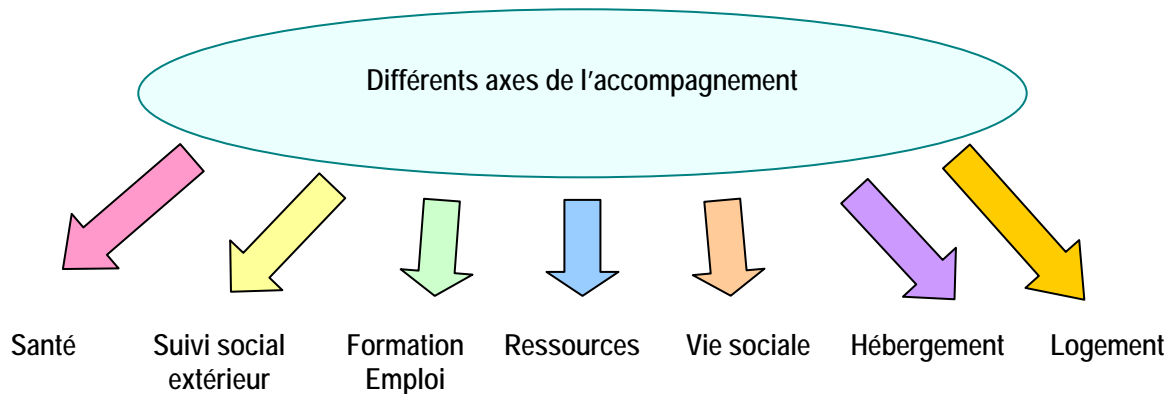 Différents axes de l'accompagnement
Santé
Suivi social
extérieur
Formation
Emploi
Ressources
Vie sociale
Hébergement
Logement